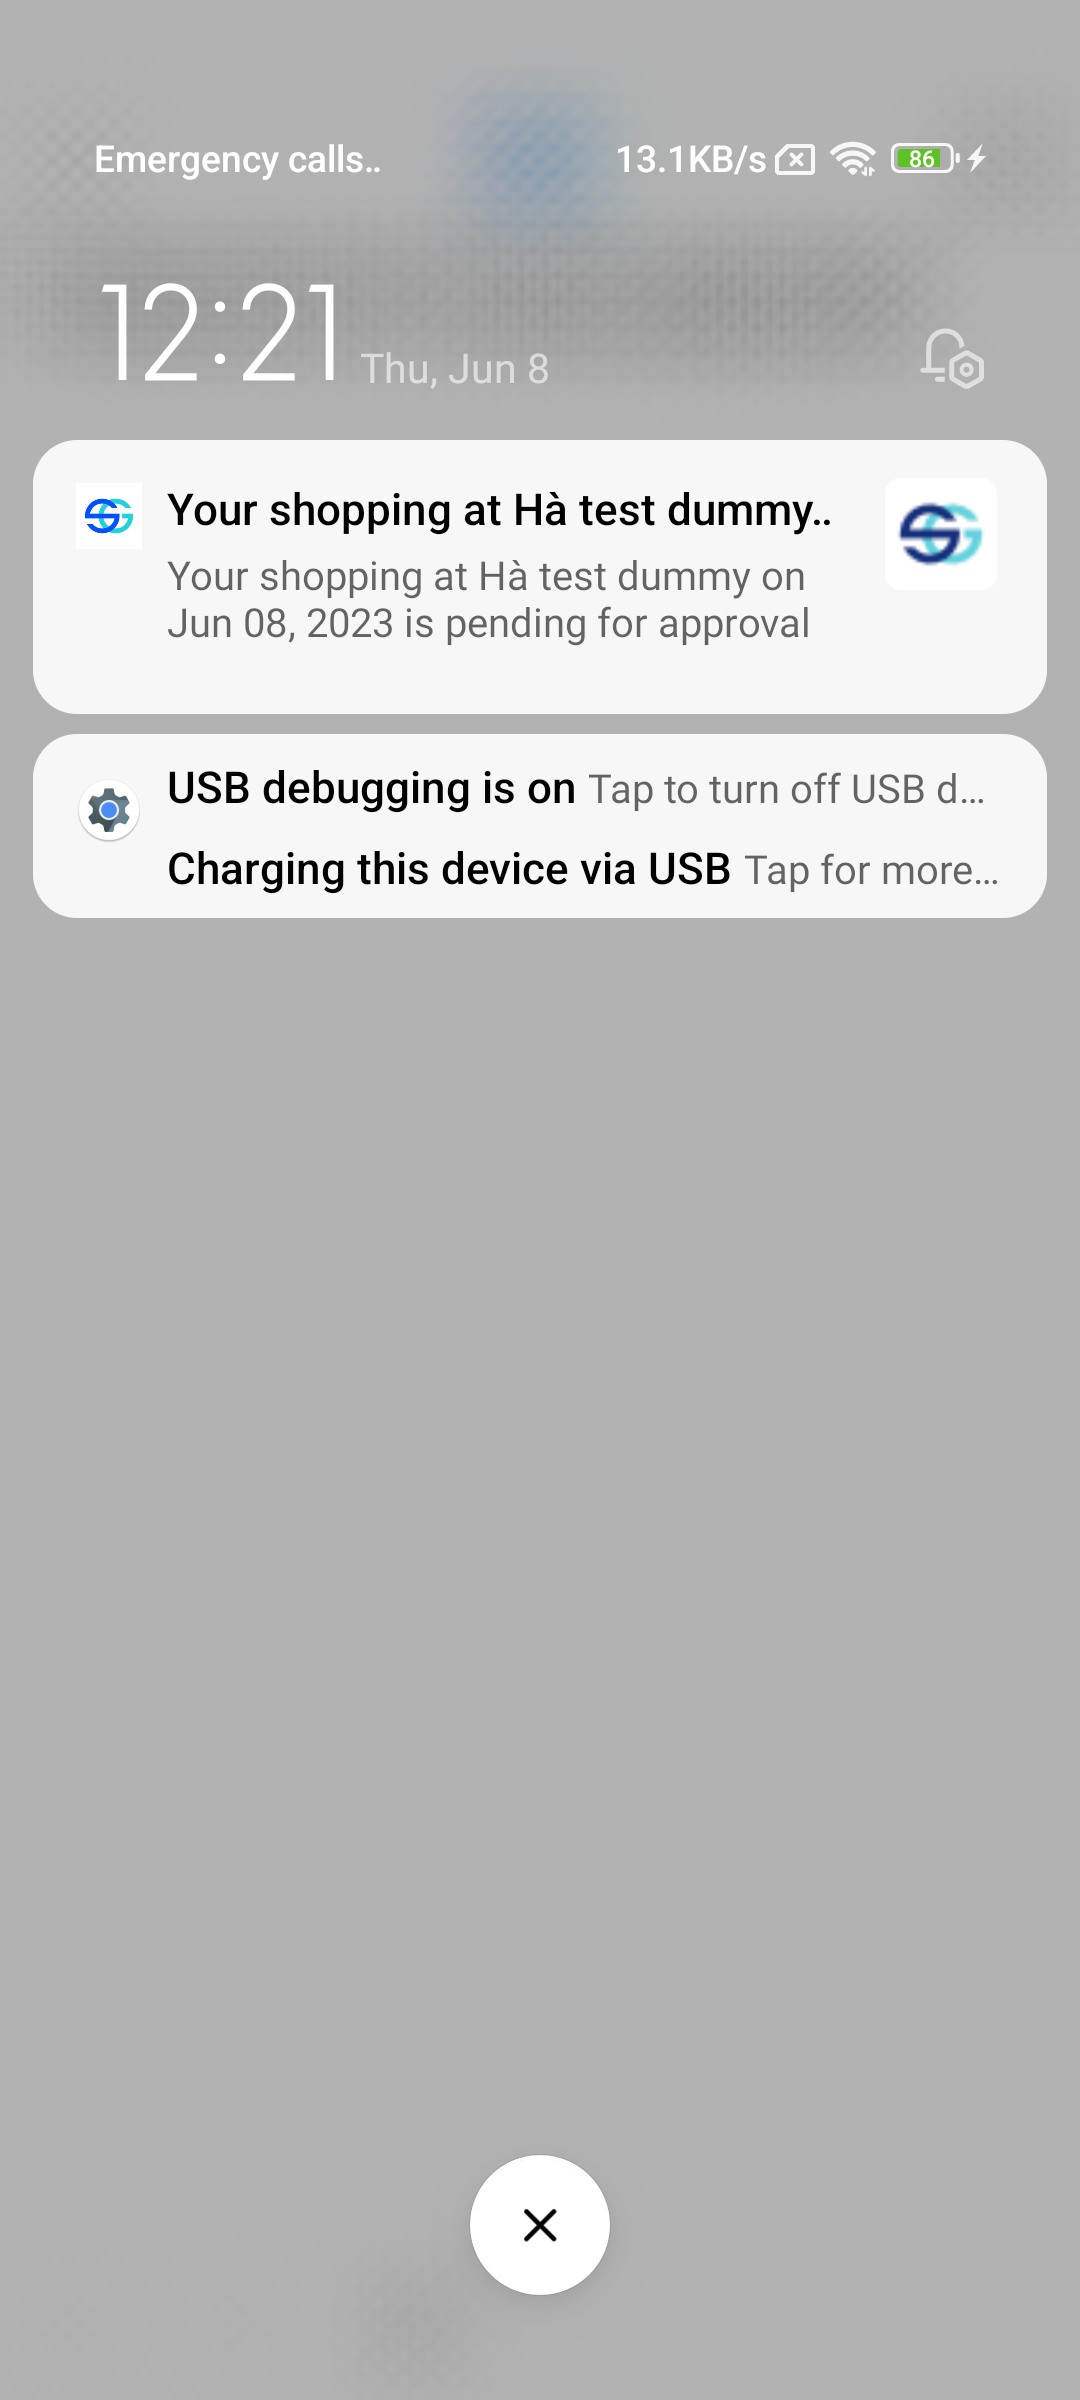 Emergency calls..
13.1KB/s
86
12:21 Thu, Jun 8
Your shopping at Hà test dummy..
Your shopping at Hà test dummy on
Jun 08, 2023 is pending for approval
USB debugging is on Tap to turn off USB d...
Charging this device via USB Tap for more...